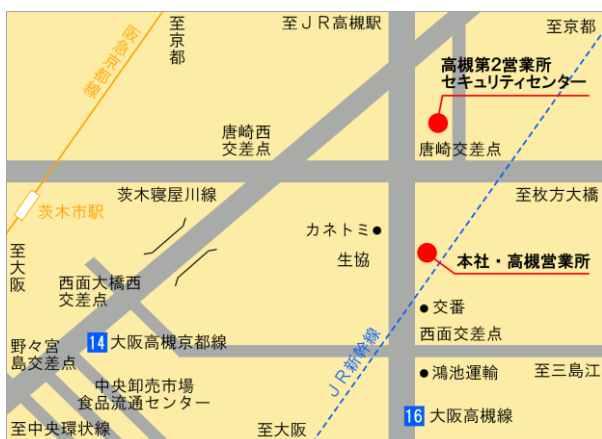 至京都
至ＪＲ高槻駅
至京都
阪急京都線
高槻第2営業所
セキュリティセンター
唐崎西
交差点
唐崎交差点
茨木寝屋川線
至枚方大橋
茨木市駅
カネトミ
至大阪
生協
本社・高槻営業所
西面大橋西
交差点
交番
14
大阪高槻京都線
ＪＲ新幹線
西面交差点
野々宮
島交差点
中央卸売市場
食品流通センター
鴻池運輸
至三島江
至中央環状線
至大阪
16
大阪高槻線